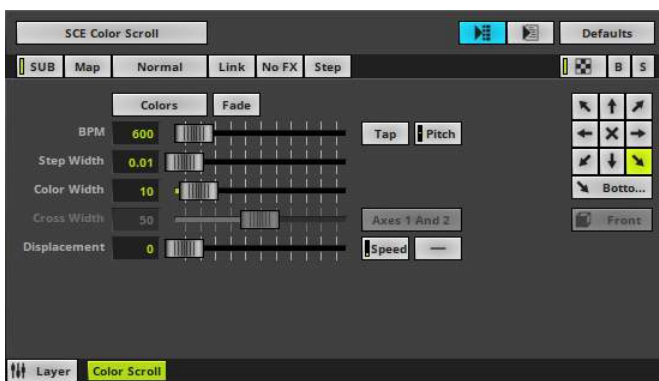 SCE Color Scroll Defaults
SUB Map Normal Link No FX Step B S
Colors Fade
BPM 600 Tap Pitch
Step Width 0.01
Color Width 10 Botto...
Cross Width 50 Axes 1 And 2 Front
Displacement 0 Speed
Layer Color Scroll